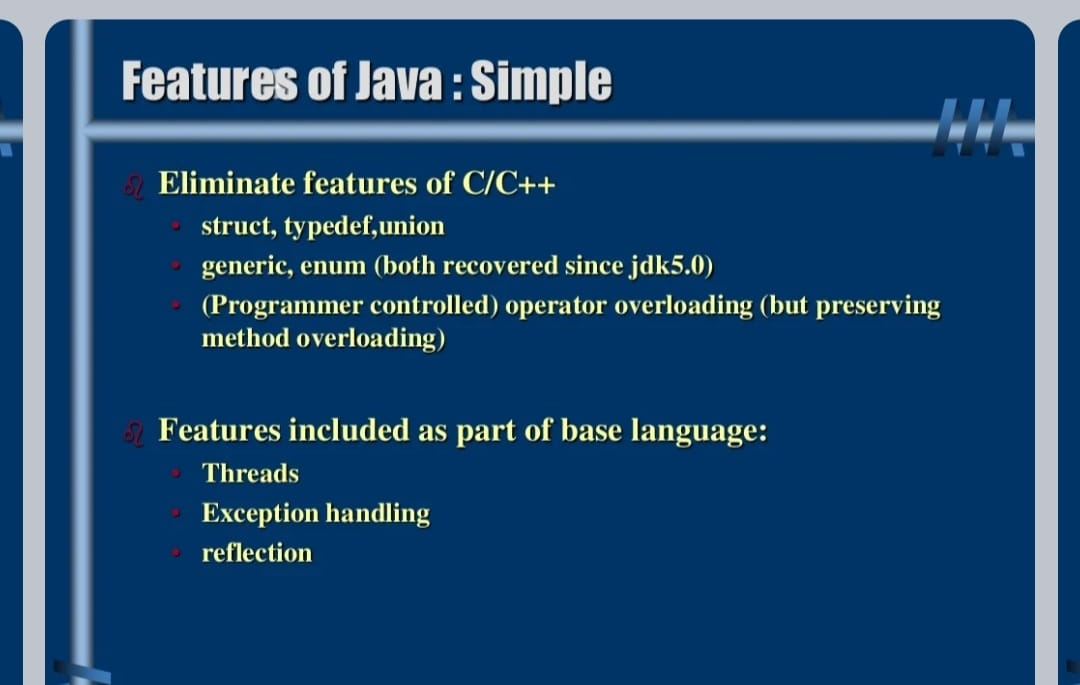 Features of Java : Simple
Eliminate features of C/C++
struct, typedef,union
generic, enum (both recovered since jdk5.0)
(Programmer controlled) operator overloading (but preserving
method overloading)
Features included as part of base language:
Threads
Exception handling
reflection